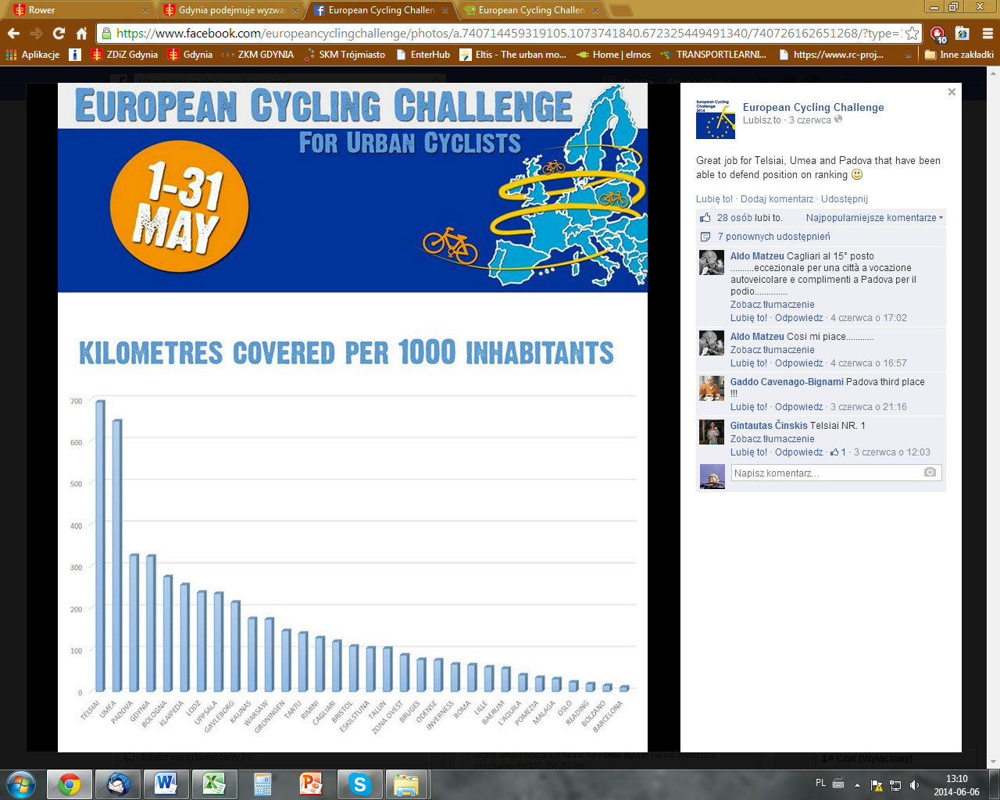 Rower
Gdynia podejmuje wyzwa
European Cycling Challen
European Cycling Challen
https://www.facebook.com/europeancyclingchallenge/photos/a.740714459319105.1073741840.672325449491340/740726162651268/?type=
10
Aplikacje
ZDiZ Gdynia
Gdynia
ZKM GDYNIA
SKM Trójmiasto
EnterHub
Eltis - The urban mo...
Home | elmos
TRANSPORTLEARNI...
https://www.rc-proj...
»
Inne zakładki
EUROPEAN CYCLING CHALLENGE
FOR URBAN CYCLISTS
1-31
MAY
KILOMETRES COVERED PER 1000 INHABITANTS
700
600
500
400
300
200
100
0
TELSIAI
UMEA
PADOVA
GDYNIA
BOLOGNA
KLAIPEDA
LODZ
UPPSALA
GAVLEBORG
KAUNAS
WARSAW
GRONINGEN
TARTU
RIMINI
CAGLIARI
BRISTOL
ESKILSTUNA
TALLIN
ZONA OVEST
BRUGES
ODENSE
INVERNESS
ROMA
LILLE
BAERUM
L'AQUILA
POMEZIA
MALAGA
OSLO
READING
BOLZANO
BARCELONA
European Cycling
Challenge
2014
European Cycling Challenge
Lubisz to · 3 czerwca
Great job for Telsiai, Umea and Padova that have been
able to defend position on ranking
Lubię to! · Dodaj komentarz · Udostępnij
28 osób lubi to.
Najpopularniejsze komentarze
7 ponownych udostępnień
Aldo Matzeu Cagliari al 15° posto
..........eccezionale per una città a vocazione
autoveicolare e complimenti a Padova per il
podio..............
Zobacz tłumaczenie
Lubię to! · Odpowiedz · 4 czerwca o 17:02
Aldo Matzeu Cosi mi piace............
Zobacz tłumaczenie
Lubię to! · Odpowiedz · 4 czerwca o 16:57
Gaddo Cavenago-Bignami Padova third place
!!!
Lubię to! · Odpowiedz · 3 czerwca o 21:16
Gintautas Činskis Telsiai NR. 1
Zobacz tłumaczenie
Lubię to! · Odpowiedz · 1 · 3 czerwca o 12:03
Napisz komentarz...
Zobacz więcej komentarzy (4)
Czat (Wyłączony)
PL
13:10
2014-06-06